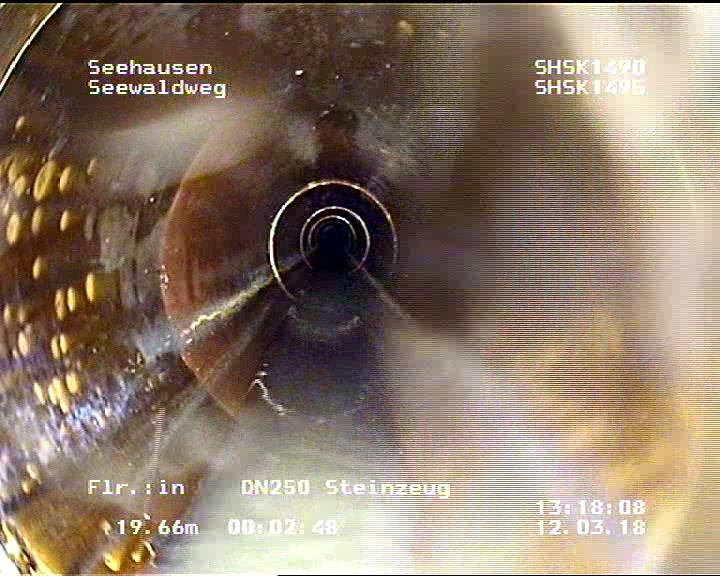 Seehausen
Seewaldweg
SHSK1490
SHSK1495
Flr.:in
DN250 Steinzeug
19.66m 00:02:48
13:18:08
12.03.18